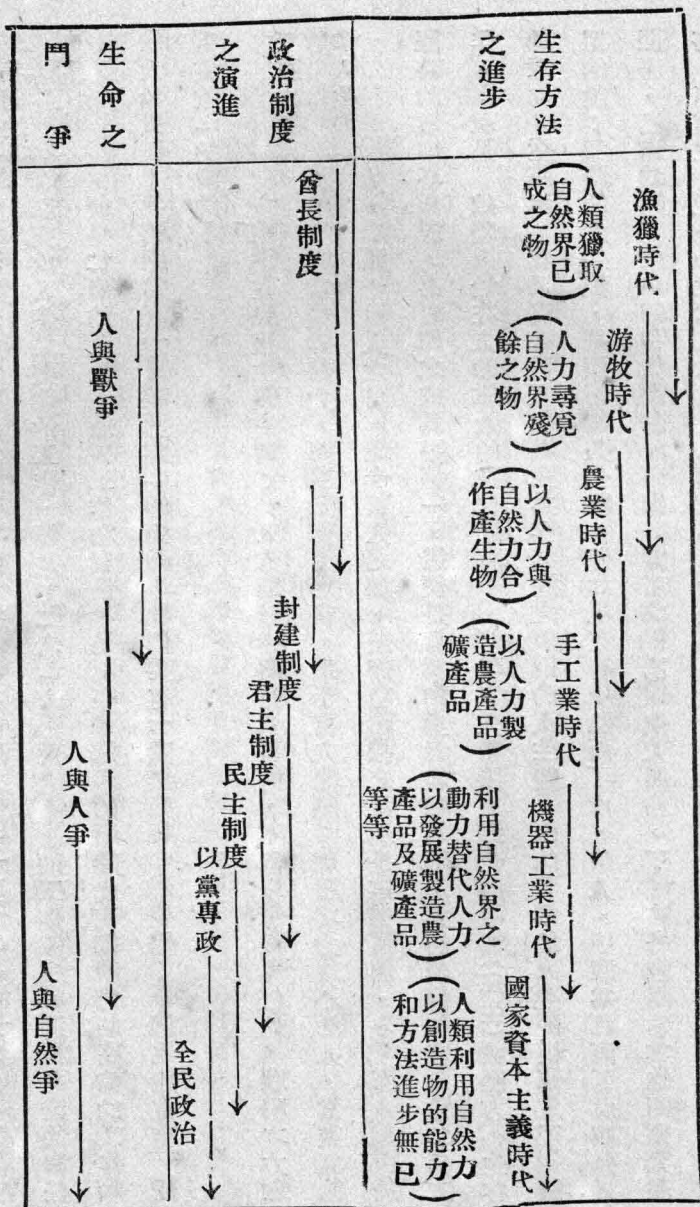 生存方法
之進步
漁獵時代
人類獵取
自然界已
成之物
游牧時代
人力尋覓
自然界殘
餘之物
農業時代
以人力與
自然力合
作產生物
手工業時代
以人力製
造農產品
礦產品
機器工業時代
利用自然界之
動力替代人力
以發展製造農
產品及礦產品
等等
國家資本主義時代
人類利用自然力
以創造物的能力
和方法進步無已
政治制度
之演進
酋長制度
封建制度
君主制度
民主制度
以黨專政
全民政治
生命之
鬥爭
人與獸爭
人與人爭
人與自然爭